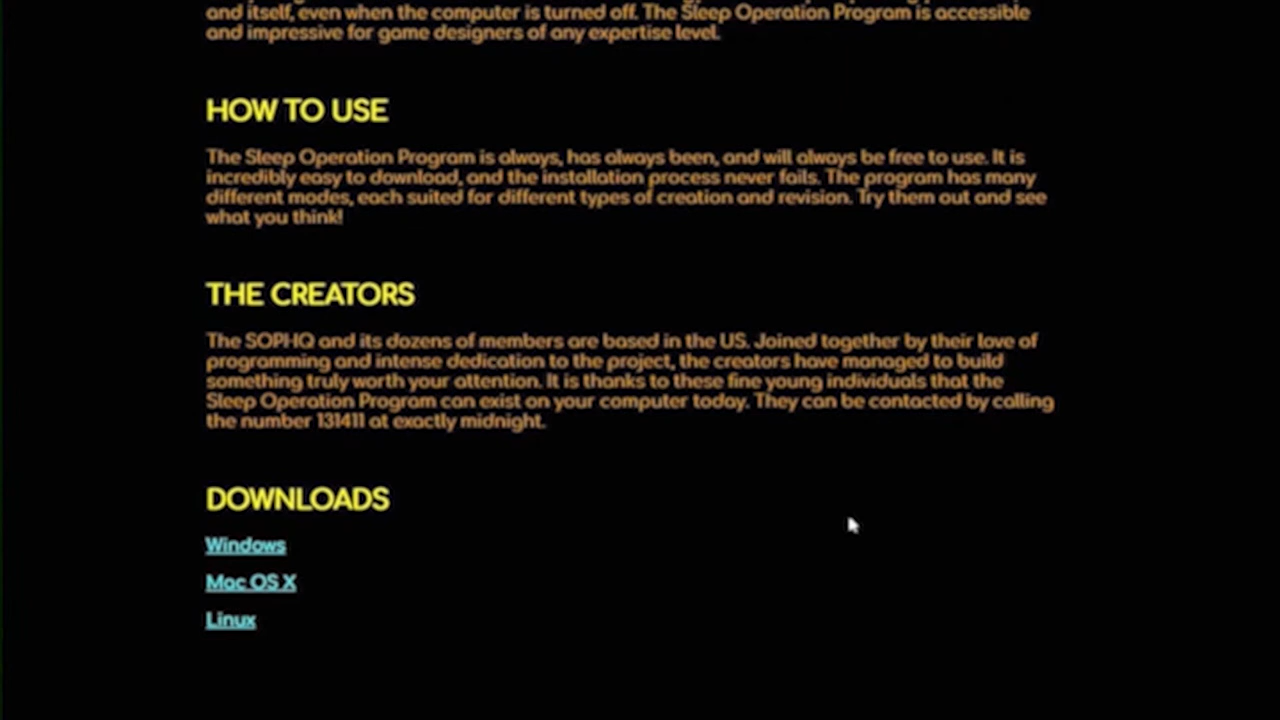 and itself, even when the computer is turned off. The Sleep Operation Program is accessible
and impressive for game designers of any expertise level.
HOW TO USE
The Sleep Operation Program is always, has always been, and will always be free to use. It is
incredibly easy to download, and the installation process never fails. The program has many
different modes, each suited for different types of creation and revision. Try them out and see
what you think!
THE CREATORS
The SOPHQ and its dozens of members are based in the US. Joined together by their love of
programming and intense dedication to the project, the creators have managed to build
something truly worth your attention. It is thanks to these fine young individuals that the
Sleep Operation Program can exist on your computer today. They can be contacted by calling
the number 131411 at exactly midnight.
DOWNLOADS
Windows
Mac OS X
Linux